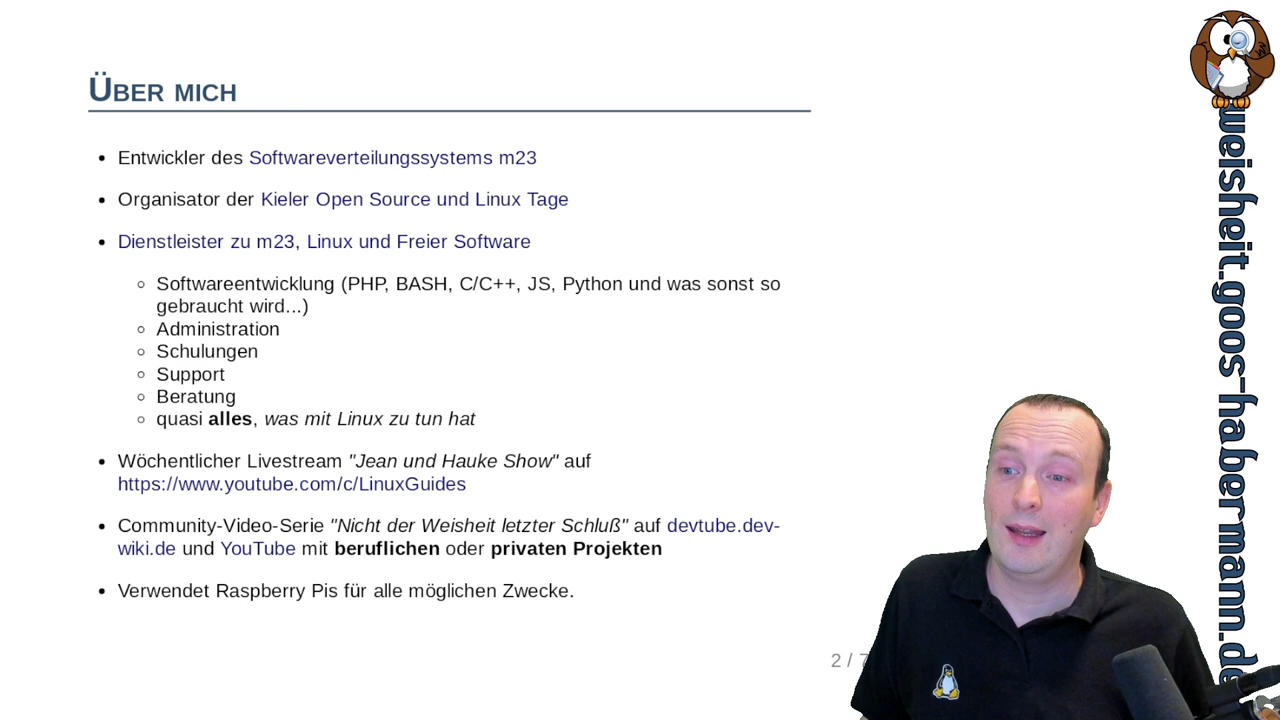 Über mich
Entwickler des Softwareverteilungssystems m23
Organisator der Kieler Open Source und Linux Tage
Dienstleister zu m23, Linux und Freier Software
Softwareentwicklung (PHP, BASH, C/C++, JS, Python und was sonst so
gebraucht wird...)
Administration
Schulungen
Support
Beratung
quasi alles, was mit Linux zu tun hat
Wöchentlicher Livestream "Jean und Hauke Show" auf
https://www.youtube.com/c/LinuxGuides
Community-Video-Serie "Nicht der Weisheit letzter Schluß" auf devtube.dev-
wiki.de und YouTube mit beruflichen oder privaten Projekten
Verwendet Raspberry Pis für alle möglichen Zwecke.
2 / 7
weisheit.goos-habermann.de